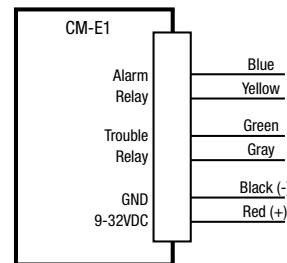 CM-E1
Alarm
Relay
Trouble
Relay
GND
9-32VDC
Blue
Yellow
Green
Gray
Black (-)
Red (+)